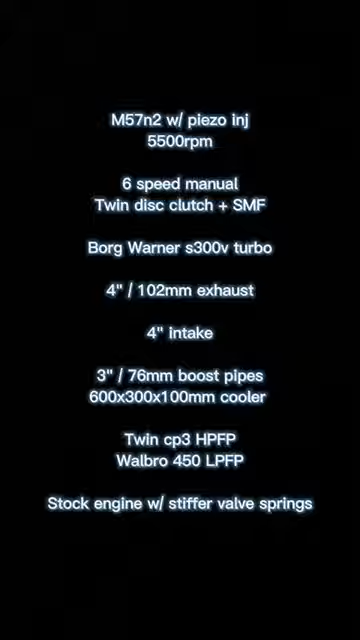 M57n2 w/ piezo inj
5500rpm
6 speed manual
Twin disc clutch + SMF
Borg Warner s300v turbo
4" / 102mm exhaust
4" intake
3" / 76mm boost pipes
600x300x100mm cooler
Twin cp3 HPFP
Walbro 450 LPFP
Stock engine w/ stiffer valve springs